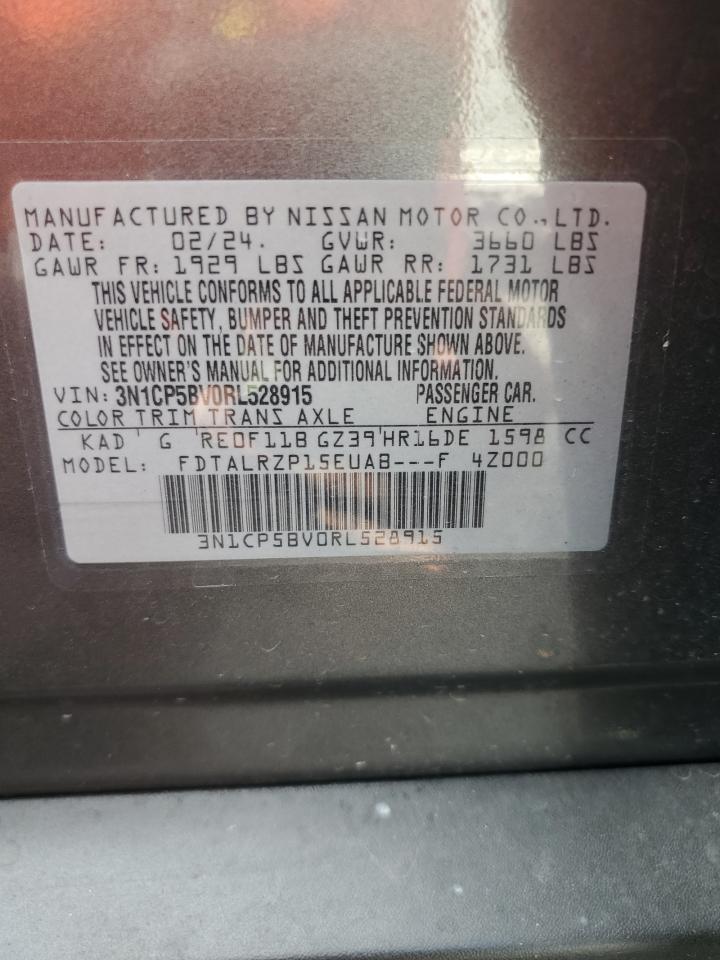 MANUFACTURED BY NISSAN MOTOR CO.,LTD.
DATE: 02/24. GVWR: 3660 LBS
GAWR FR: 1929 LBS GAWR RR: 1731 LBS
THIS VEHICLE CONFORMS TO ALL APPLICABLE FEDERAL MOTOR
VEHICLE SAFETY, BUMPER AND THEFT PREVENTION STANDARDS
IN EFFECT ON THE DATE OF MANUFACTURE SHOWN ABOVE.
SEE OWNER'S MANUAL FOR ADDITIONAL INFORMATION.
VIN: 3N1CP5BV0RL528915 PASSENGER CAR.
COLOR TRIM TRANS AXLE ENGINE
KAD ' G 'RE0F11B GZ39'HR16DE 1598 CC
MODEL: FDTALRZP15EUAB---F 4Z000
3N1CP5BV0RL528915